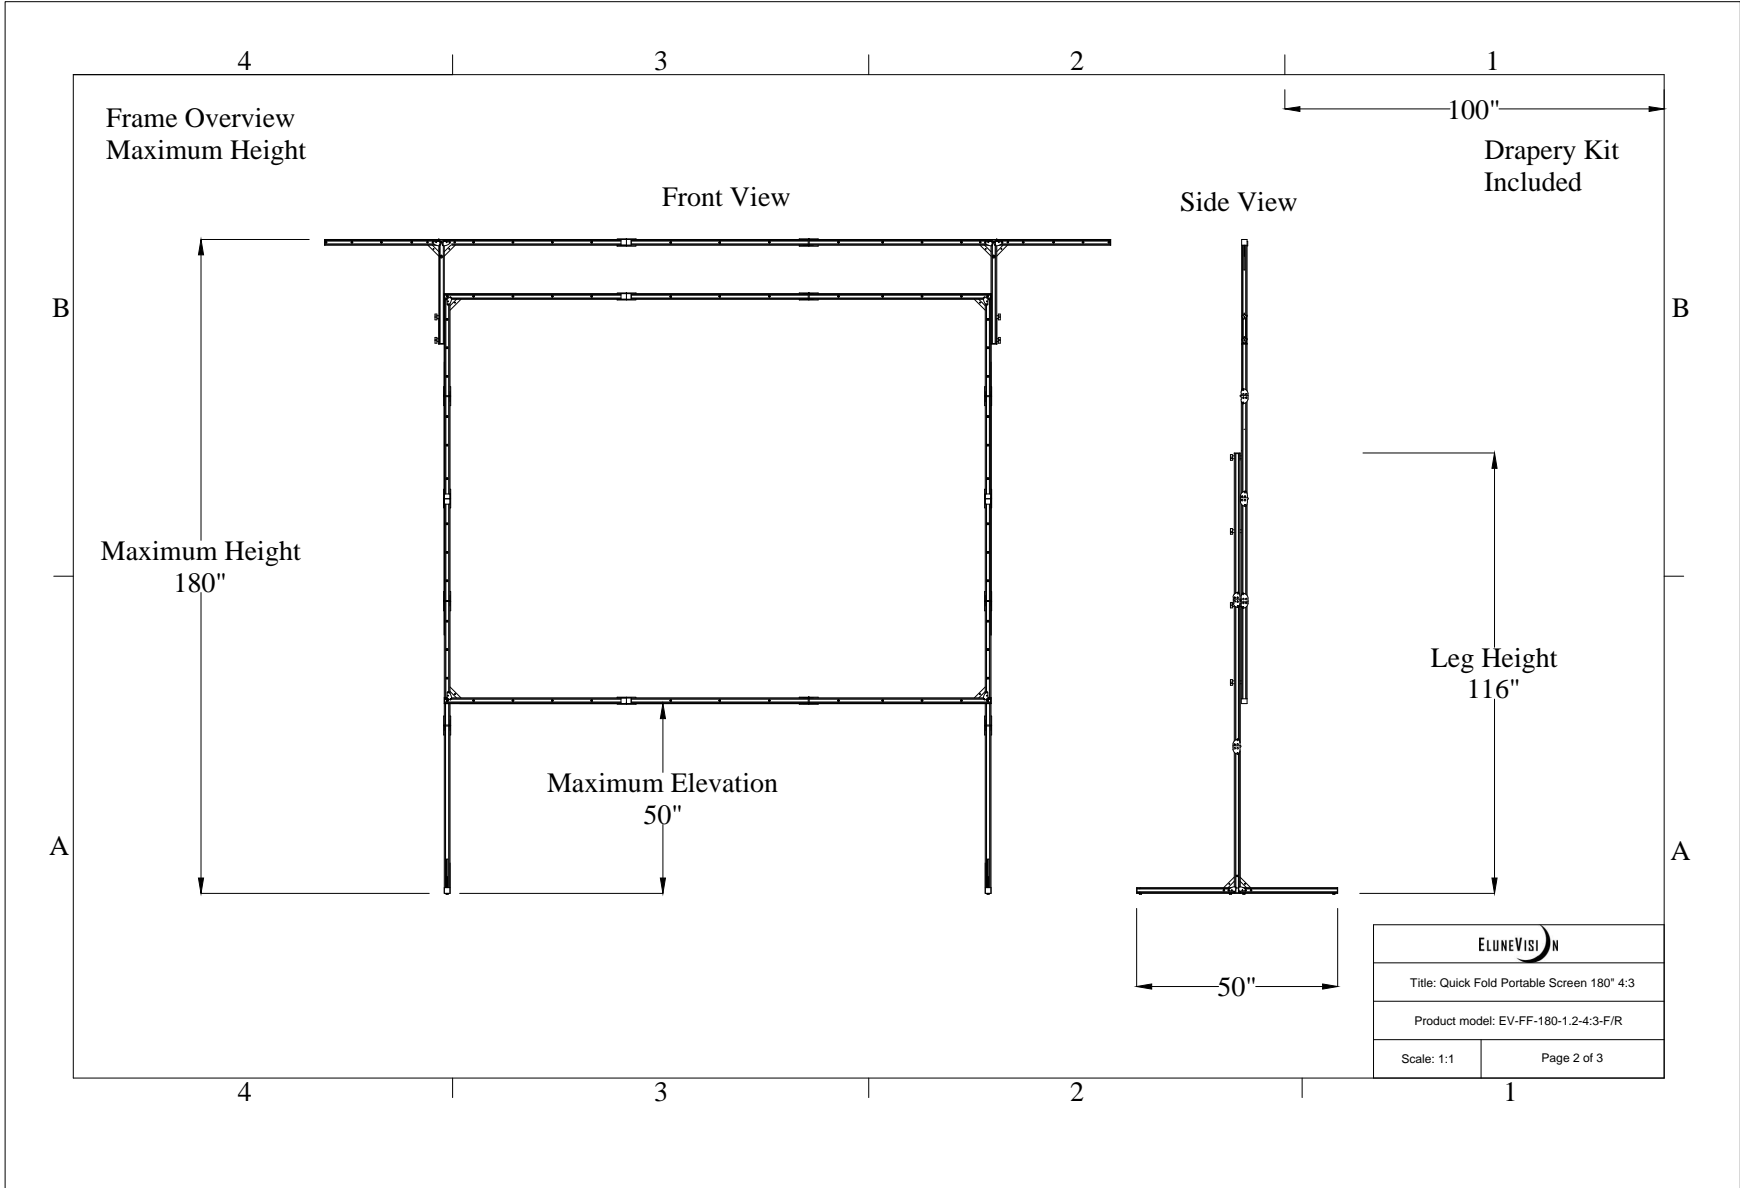 4 3 2 1
Frame Overview
Maximum Height
100"
Drapery Kit
Included
Front View
Side View
B B
Maximum Height
180"
Leg Height
116"
Maximum Elevation
50"
A A
50"
ELUNEVISION
Title: Quick Fold Portable Screen 180" 4:3
Product model: EV-FF-180-1.2-4:3-F/R
Scale: 1:1 Page 2 of 3
4 3 2 1